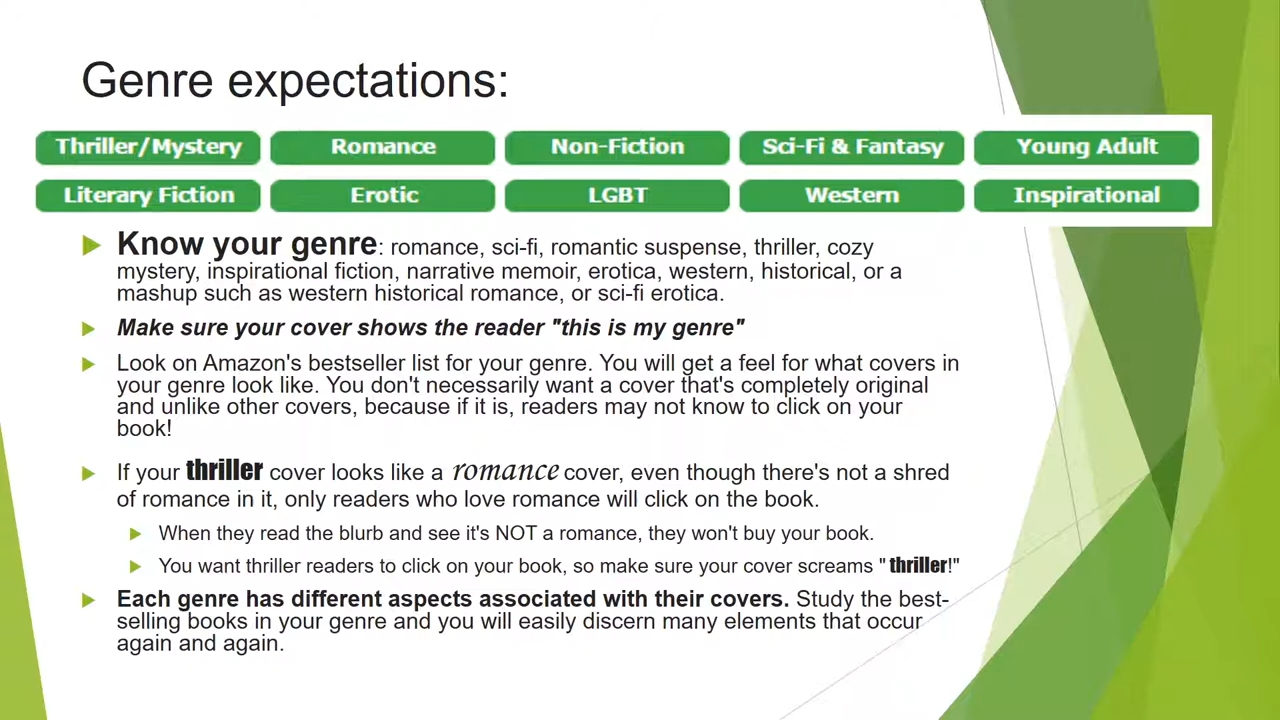 Genre expectations:
Thriller/Mystery Romance Non-Fiction Sci-Fi & Fantasy Young Adult
Literary Fiction Erotic LGBT Western Inspirational
Know your genre: romance, sci-fi, romantic suspense, thriller, cozy
mystery, inspirational fiction, narrative memoir, erotica, western, historical, or a
mashup such as western historical romance, or sci-fi erotica.
Make sure your cover shows the reader "this is my genre"
Look on Amazon's bestseller list for your genre. You will get a feel for what covers in
your genre look like. You don't necessarily want a cover that's completely original
and unlike other covers, because if it is, readers may not know to click on your
book!
If your thriller cover looks like a romance cover, even though there's not a shred
of romance in it, only readers who love romance will click on the book.
When they read the blurb and see it's NOT a romance, they won't buy your book.
You want thriller readers to click on your book, so make sure your cover screams "thriller!"
Each genre has different aspects associated with their covers. Study the best-
selling books in your genre and you will easily discern many elements that occur
again and again.